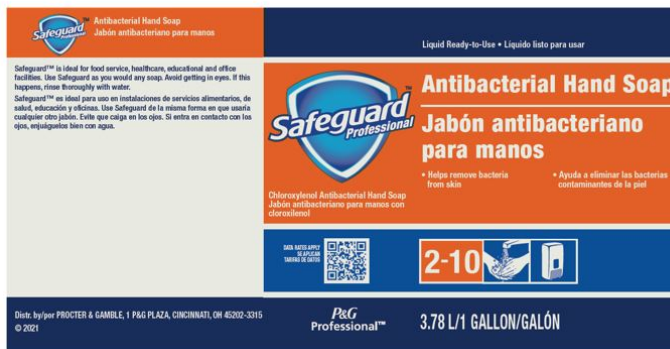 Safeguard™
Antibacterial Hand Soap
Jabón antibacteriano para manos
Safeguard™ is ideal for food service, healthcare, educational and office
facilities. Use Safeguard as you would any soap. Avoid getting in eyes. If this
happens, rinse thoroughly with water.
Safeguard™ es ideal para uso en instalaciones de servicios alimentarios, de
salud, educación y oficinas. Use Safeguard de la misma forma en que usaría
cualquier otro jabón. Evite que caiga en los ojos. Si entra en contacto con los
ojos, enjuáguelos bien con agua.
Distr. by/por PROCTER & GAMBLE, 1 P&G PLAZA, CINCINNATI, OH 45202-3315
© 2021
Liquid Ready-to-Use • Líquido listo para usar
Safeguard™
Professional
Chloroxylenol Antibacterial Hand Soap
Jabón antibacteriano para manos con
cloroxilenol
Antibacterial Hand Soap
Jabón antibacteriano
para manos
• Helps remove bacteria
from skin
• Ayuda a eliminar las bacterias
contaminantes de la piel
DATA RATES APPLY
SE APLICAN
TARIFAS DE DATOS
2-10
P&G
Professional™
3.78 L/1 GALLON/GALÓN